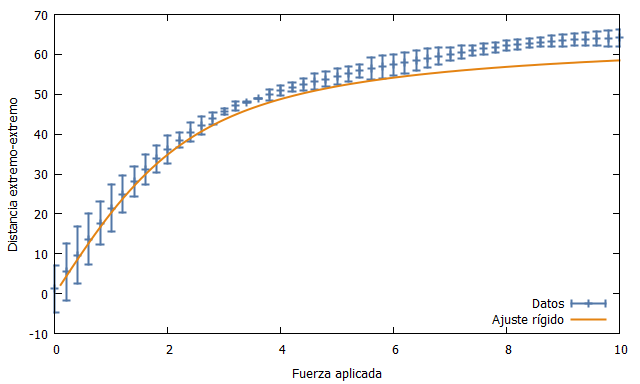 70
60
50
40
30
20
10
0
-10
Distancia extremo-extremo
0 2 4 6 8 10
Fuerza aplicada
Datos
Ajuste rígido